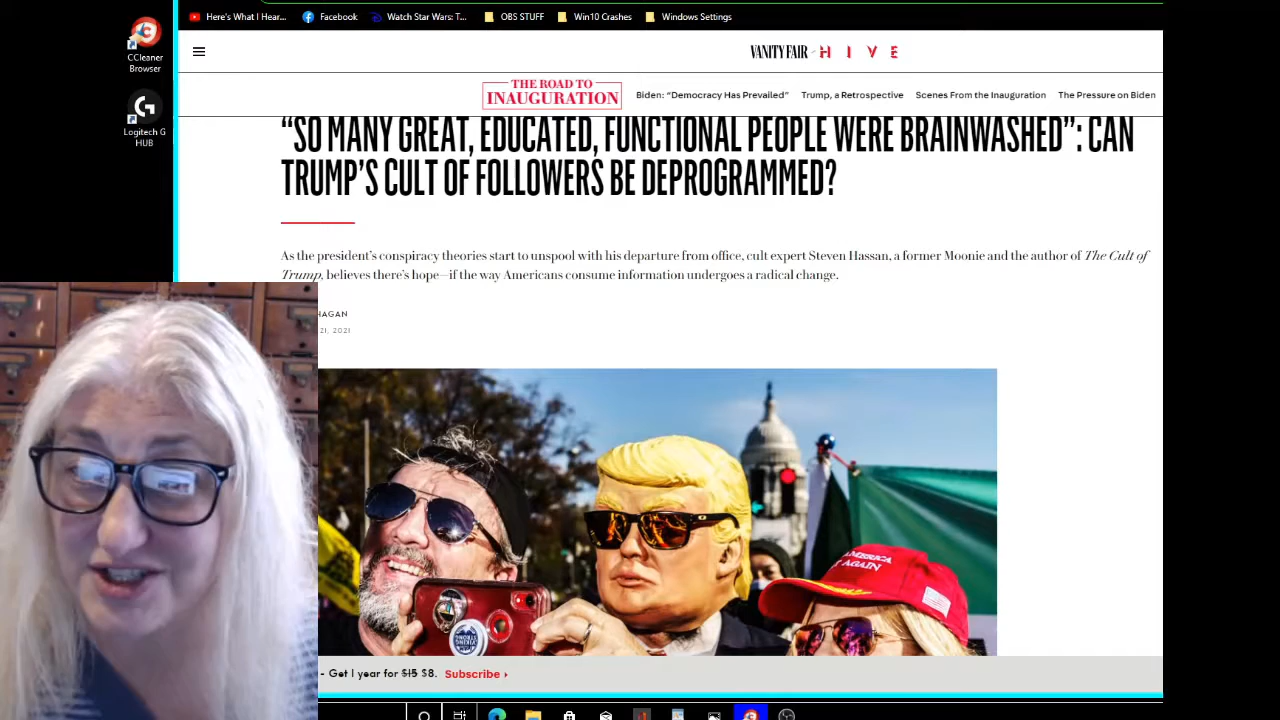 Here's What I Hear...
Facebook
Watch Star Wars: T...
OBS STUFF
Win10 Crashes
Windows Settings
CCleaner
Browser
Logitech G
HUB
VANITY FAIR HIVE
THE ROAD TO
INAUGURATION
Biden: “Democracy Has Prevailed”
Trump, a Retrospective
Scenes From the Inauguration
The Pressure on Biden
“SO MANY GREAT, EDUCATED, FUNCTIONAL PEOPLE WERE BRAINWASHED”: CAN
TRUMP’S CULT OF FOLLOWERS BE DEPROGRAMMED?
As the president’s conspiracy theories start to unspool with his departure from office, cult expert Steven Hassan, a former Moonie and the author of The Cult of
Trump, believes there’s hope—if the way Americans consume information undergoes a radical change.
HAGAN
21, 2021
AMERICA
AGAIN
- Get 1 year for $15 $8. Subscribe ›